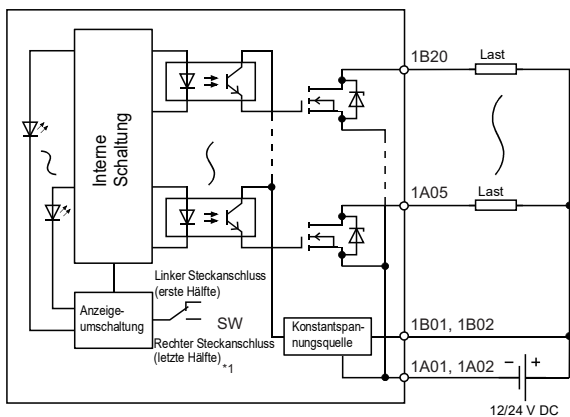 1B20
Last
Interne
Schaltung
1A05
Last
Linker Steckanschluss
(erste Hälfte)
Anzeige-
umschaltung
SW
Rechter Steckanschluss
(letzte Hälfte)
*1
Konstantspan-
nungsquelle
1B01, 1B02
1A01, 1A02
− +
12/24 V DC